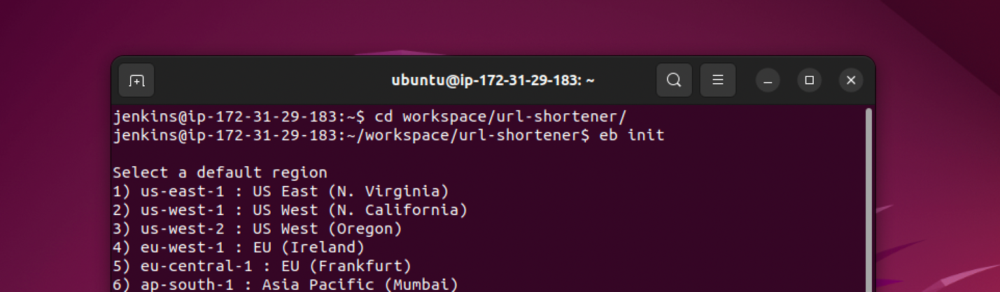 ubuntu@ip-172-31-29-183: ~
jenkins@ip-172-31-29-183:~$ cd workspace/url-shortener/
jenkins@ip-172-31-29-183:~/workspace/url-shortener$ eb init
Select a default region
1) us-east-1 : US East (N. Virginia)
2) us-west-1 : US West (N. California)
3) us-west-2 : US West (Oregon)
4) eu-west-1 : EU (Ireland)
5) eu-central-1 : EU (Frankfurt)
6) ap-south-1 : Asia Pacific (Mumbai)